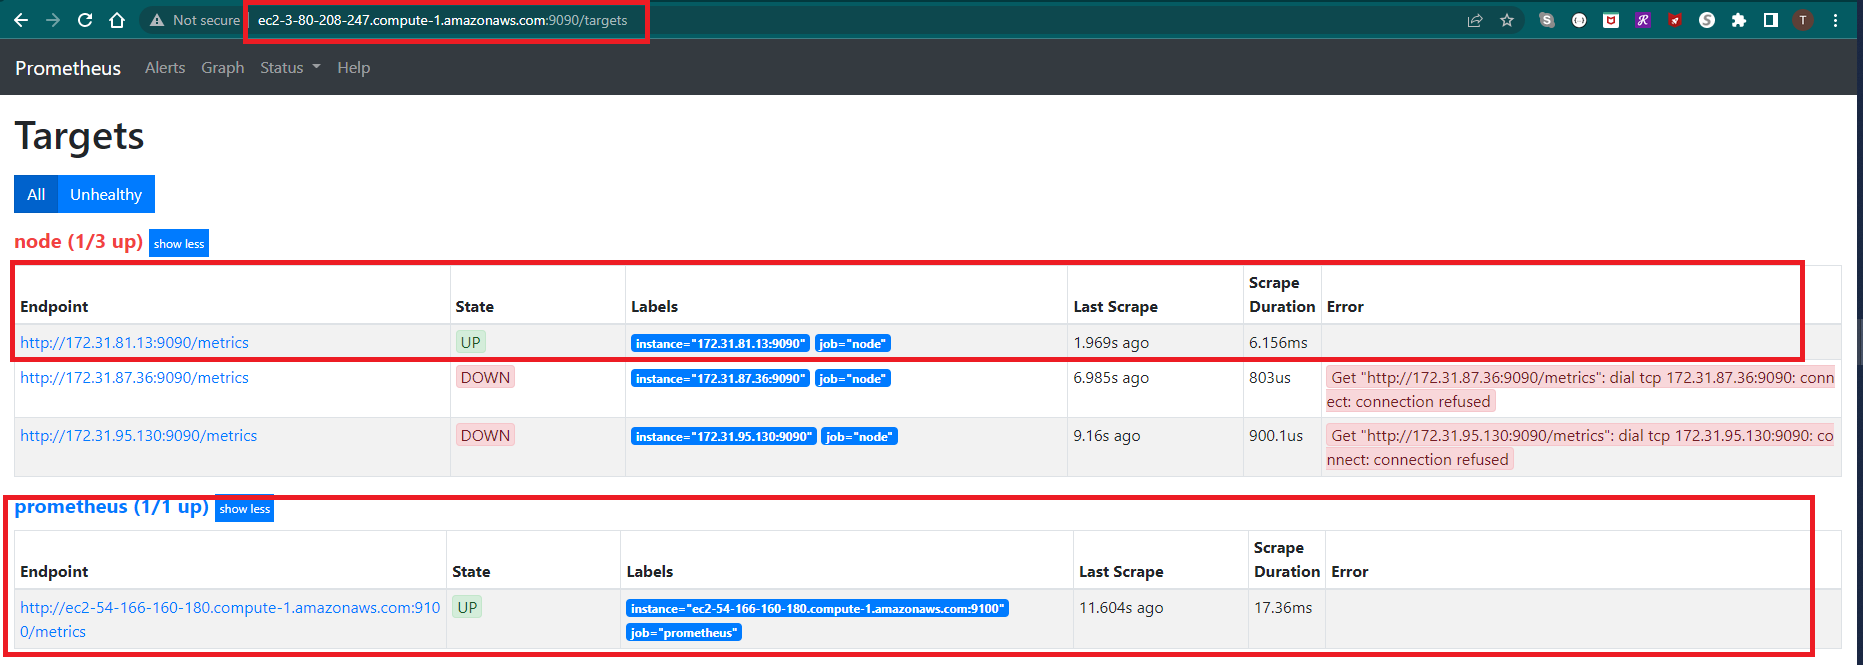 Not secure | ec2-3-80-208-247.compute-1.amazonaws.com:9090/targets
T
Prometheus Alerts Graph Status Help
Targets
All Unhealthy
node (1/3 up) show less
Endpoint State Labels Last Scrape Scrape Duration Error
http://172.31.81.13:9090/metrics UP instance="172.31.81.13:9090" job="node" 1.969s ago 6.156ms
http://172.31.87.36:9090/metrics DOWN instance="172.31.87.36:9090" job="node" 6.985s ago 803us Get "http://172.31.87.36:9090/metrics": dial tcp 172.31.87.36:9090: conn
ect: connection refused
http://172.31.95.130:9090/metrics DOWN instance="172.31.95.130:9090" job="node" 9.16s ago 900.1us Get "http://172.31.95.130:9090/metrics": dial tcp 172.31.95.130:9090: co
nnect: connection refused
prometheus (1/1 up) show less
Endpoint State Labels Last Scrape Scrape Duration Error
http://ec2-54-166-160-180.compute-1.amazonaws.com:910 UP instance="ec2-54-166-160-180.compute-1.amazonaws.com:9100" 11.604s ago 17.36ms
0/metrics job="prometheus"